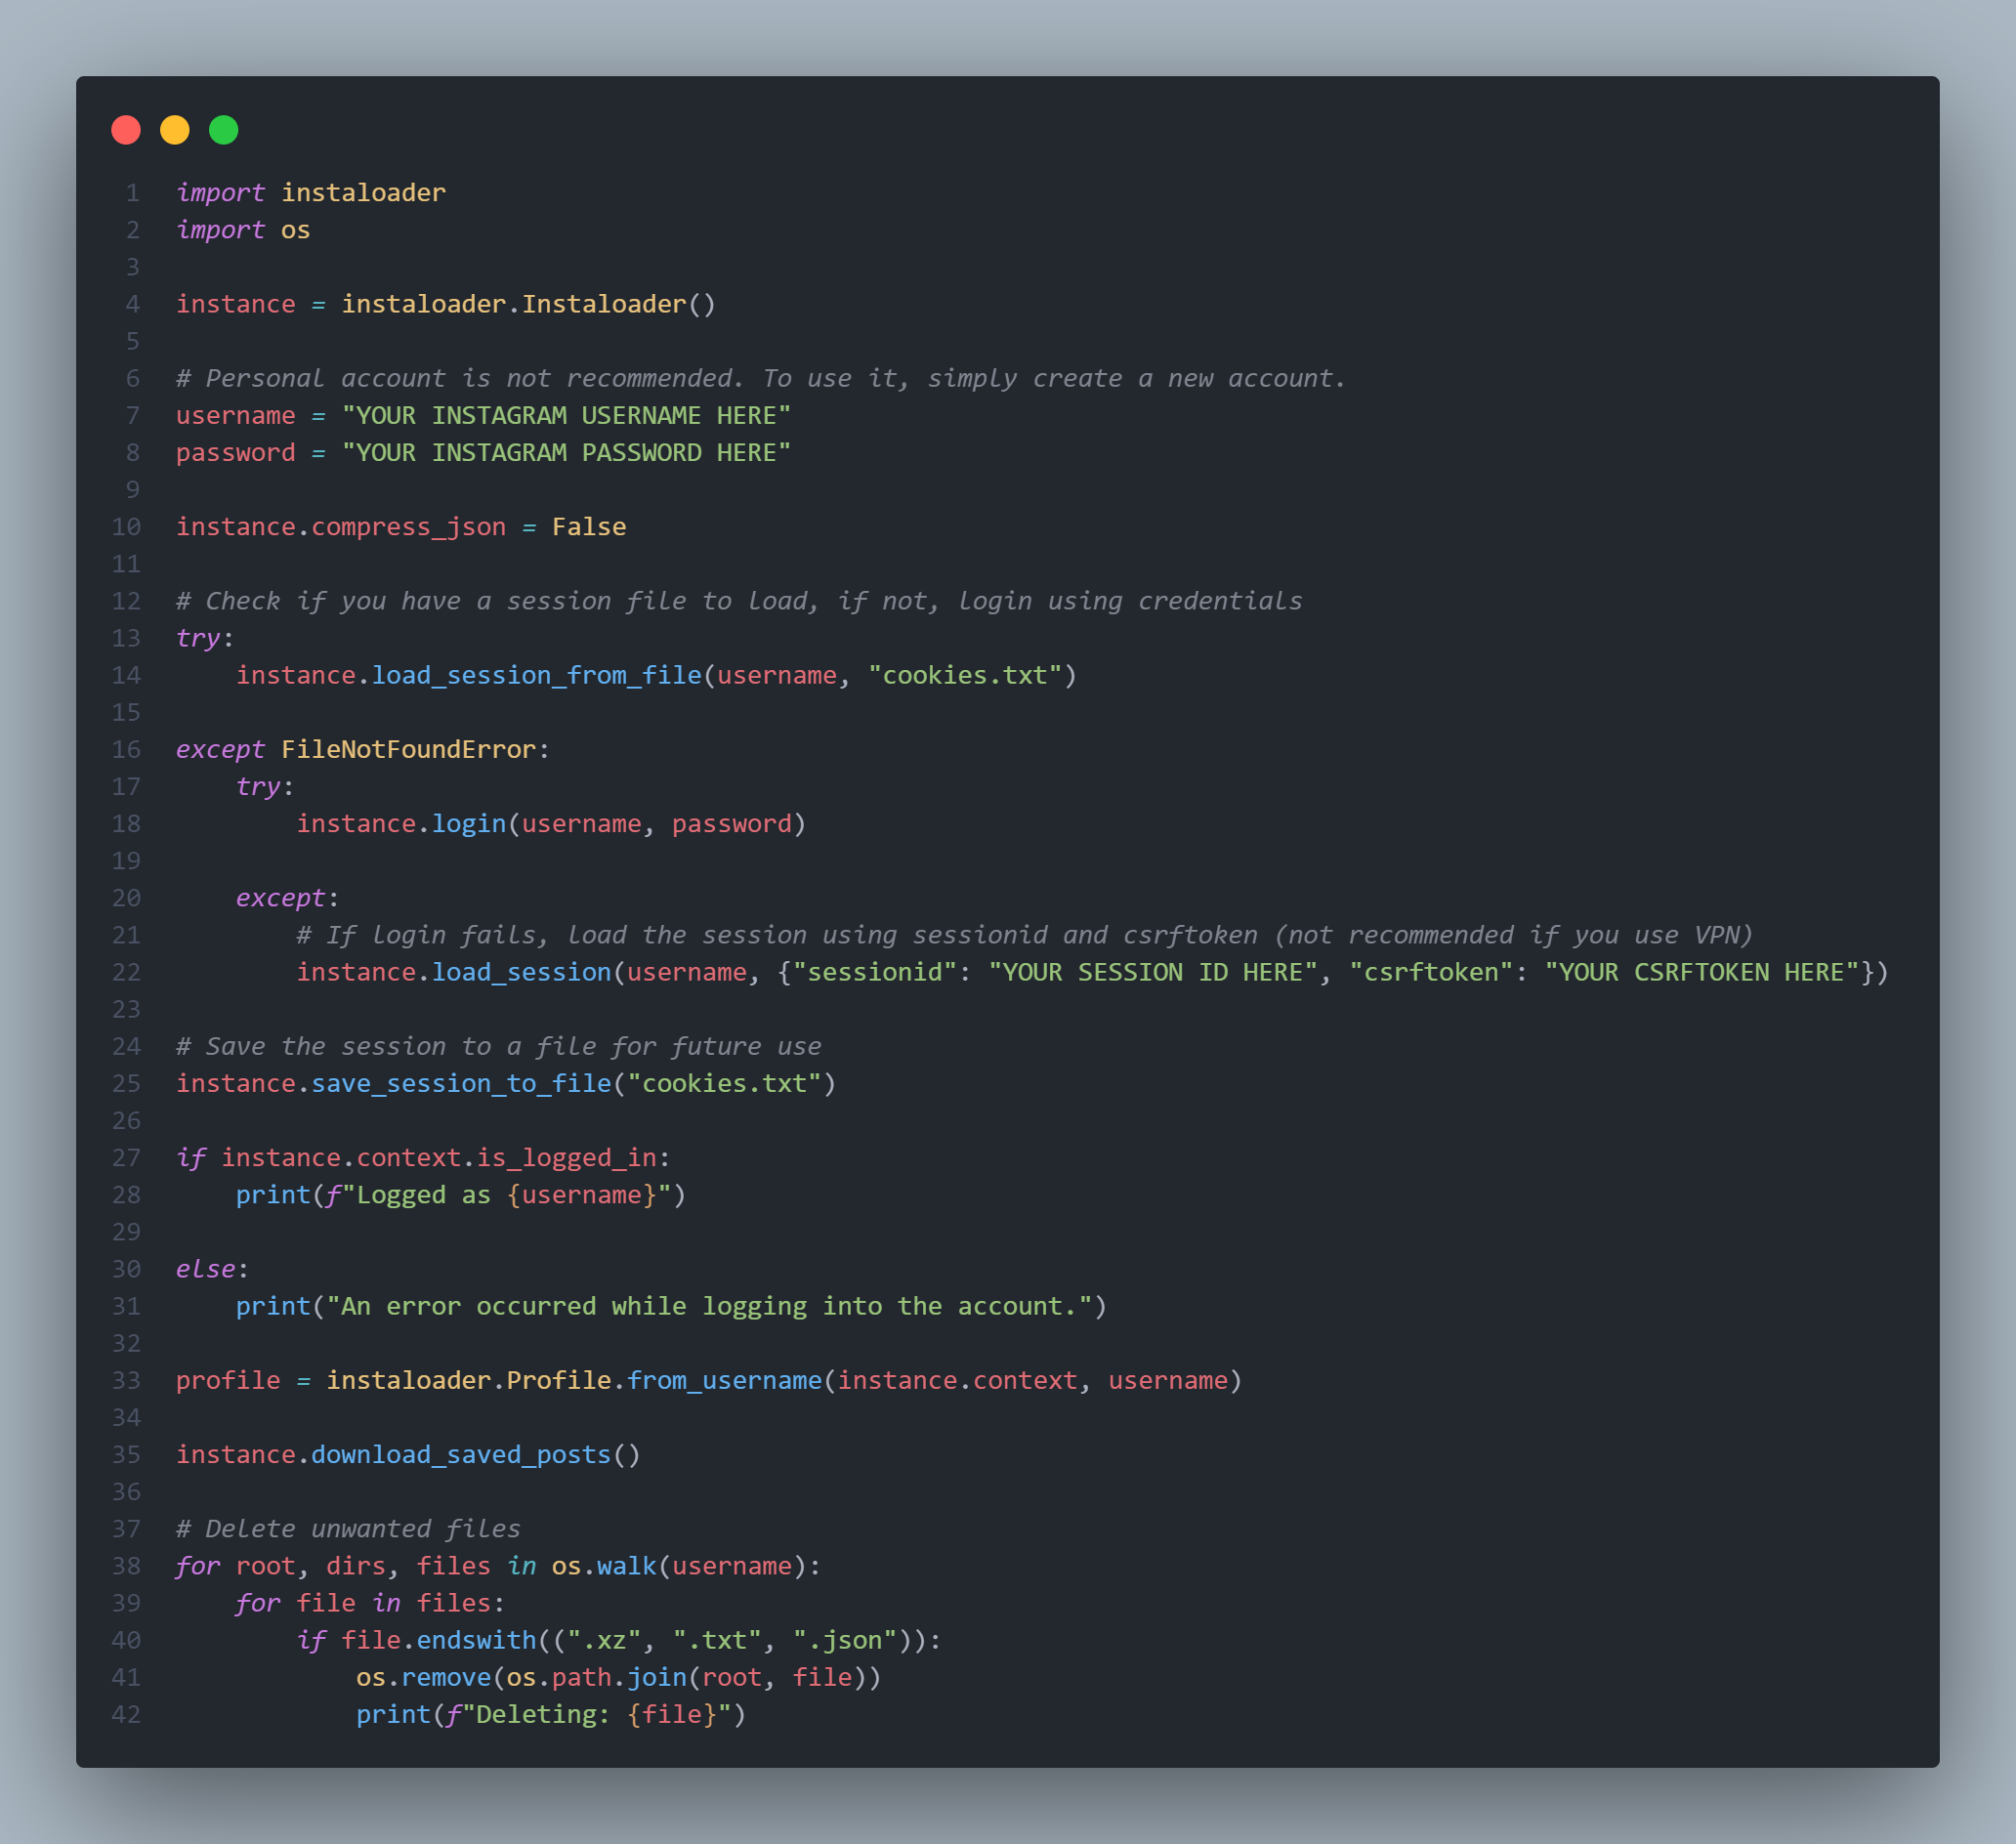 1 import instaloader
2 import os
3
4 instance = instaloader.Instaloader()
5
6 # Personal account is not recommended. To use it, simply create a new account.
7 username = "YOUR INSTAGRAM USERNAME HERE"
8 password = "YOUR INSTAGRAM PASSWORD HERE"
9
10 instance.compress_json = False
11
12 # Check if you have a session file to load, if not, login using credentials
13 try:
14     instance.load_session_from_file(username, "cookies.txt")
15
16 except FileNotFoundError:
17     try:
18         instance.login(username, password)
19
20     except:
21         # If login fails, load the session using sessionid and csrftoken (not recommended if you use VPN)
22         instance.load_session(username, {"sessionid": "YOUR SESSION ID HERE", "csrftoken": "YOUR CSRFTOKEN HERE"})
23
24 # Save the session to a file for future use
25 instance.save_session_to_file("cookies.txt")
26
27 if instance.context.is_logged_in:
28     print(f"Logged as {username}")
29
30 else:
31     print("An error occurred while logging into the account.")
32
33 profile = instaloader.Profile.from_username(instance.context, username)
34
35 instance.download_saved_posts()
36
37 # Delete unwanted files
38 for root, dirs, files in os.walk(username):
39     for file in files:
40         if file.endswith((".xz", ".txt", ".json")):
41             os.remove(os.path.join(root, file))
42             print(f"Deleting: {file}")